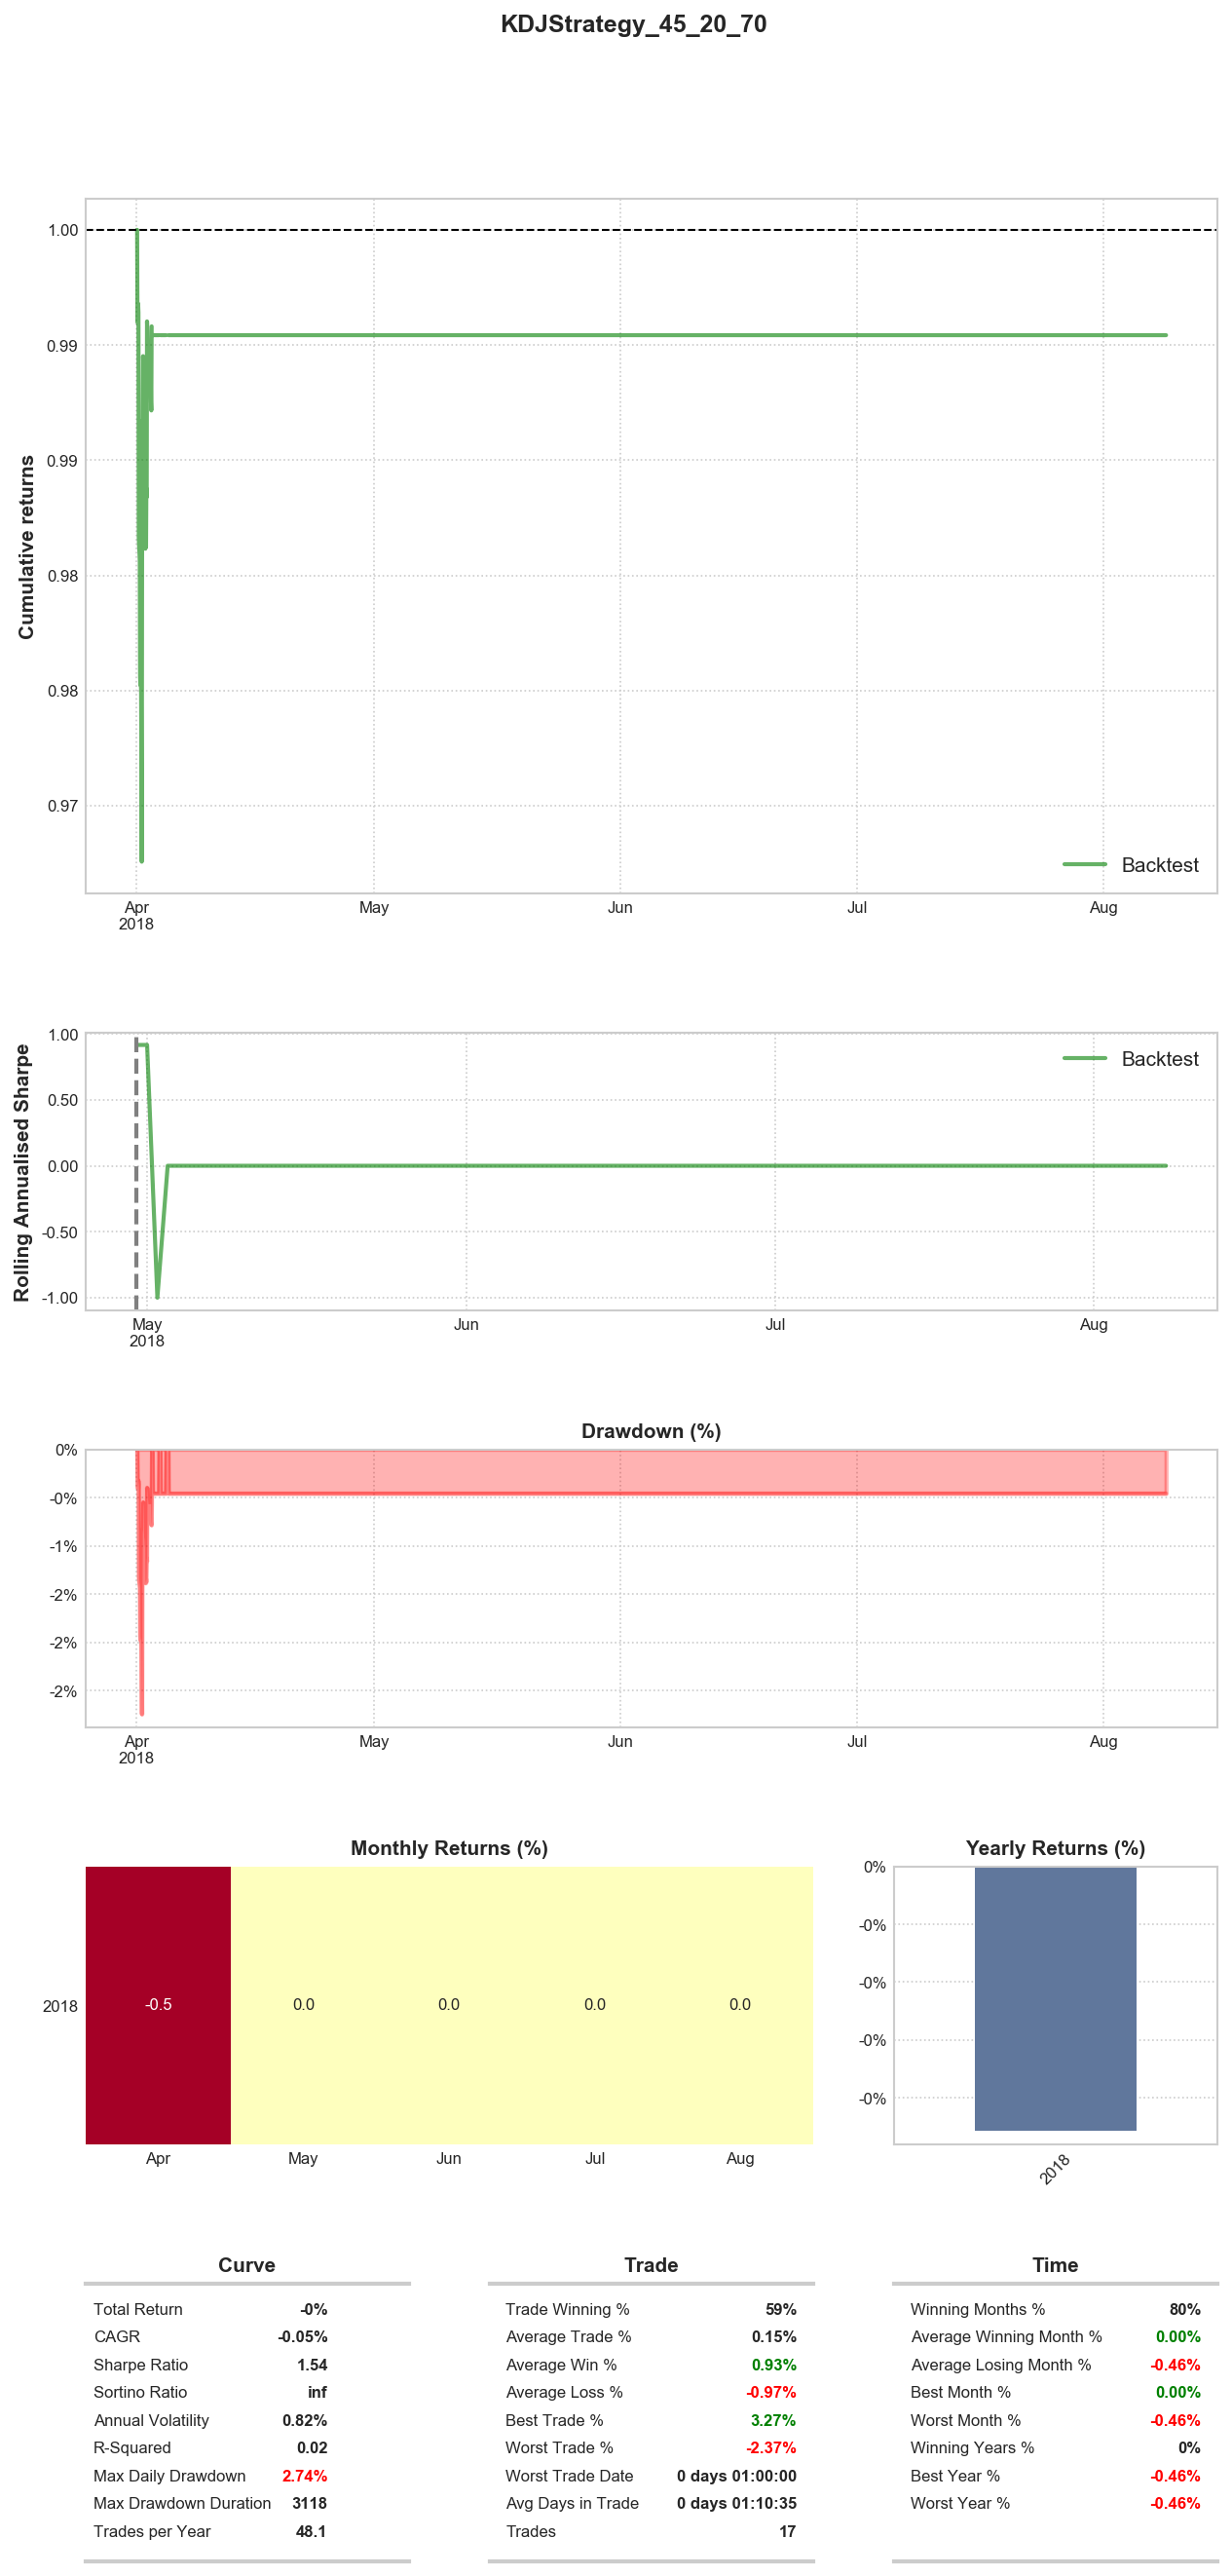 KDJStrategy_45_20_70
1.00
0.99
0.99
0.98
0.98
0.97
Cumulative returns
Backtest
Apr
2018
May
Jun
Jul
Aug
1.00
0.50
0.00
-0.50
-1.00
Rolling Annualised Sharpe
Backtest
May
2018
Jun
Jul
Aug
Drawdown (%)
0%
-0%
-1%
-2%
-2%
-2%
Apr
2018
May
Jun
Jul
Aug
Monthly Returns (%)
2018
-0.5 0.0 0.0 0.0 0.0
Apr May Jun Jul Aug
Yearly Returns (%)
0%
-0%
-0%
-0%
-0%
2018
Curve
Total Return -0%
CAGR -0.05%
Sharpe Ratio 1.54
Sortino Ratio inf
Annual Volatility 0.82%
R-Squared 0.02
Max Daily Drawdown 2.74%
Max Drawdown Duration 3118
Trades per Year 48.1
Trade
Trade Winning % 59%
Average Trade % 0.15%
Average Win % 0.93%
Average Loss % -0.97%
Best Trade % 3.27%
Worst Trade % -2.37%
Worst Trade Date 0 days 01:00:00
Avg Days in Trade 0 days 01:10:35
Trades 17
Time
Winning Months % 80%
Average Winning Month % 0.00%
Average Losing Month % -0.46%
Best Month % 0.00%
Worst Month % -0.46%
Winning Years % 0%
Best Year % -0.46%
Worst Year % -0.46%